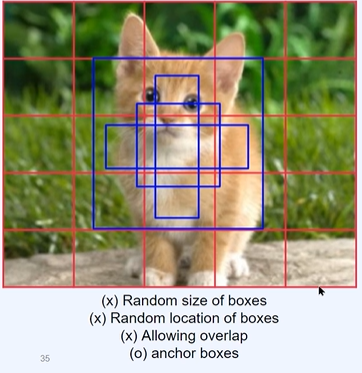 (x) Random size of boxes
(x) Random location of boxes
(x) Allowing overlap
(o) anchor boxes
35